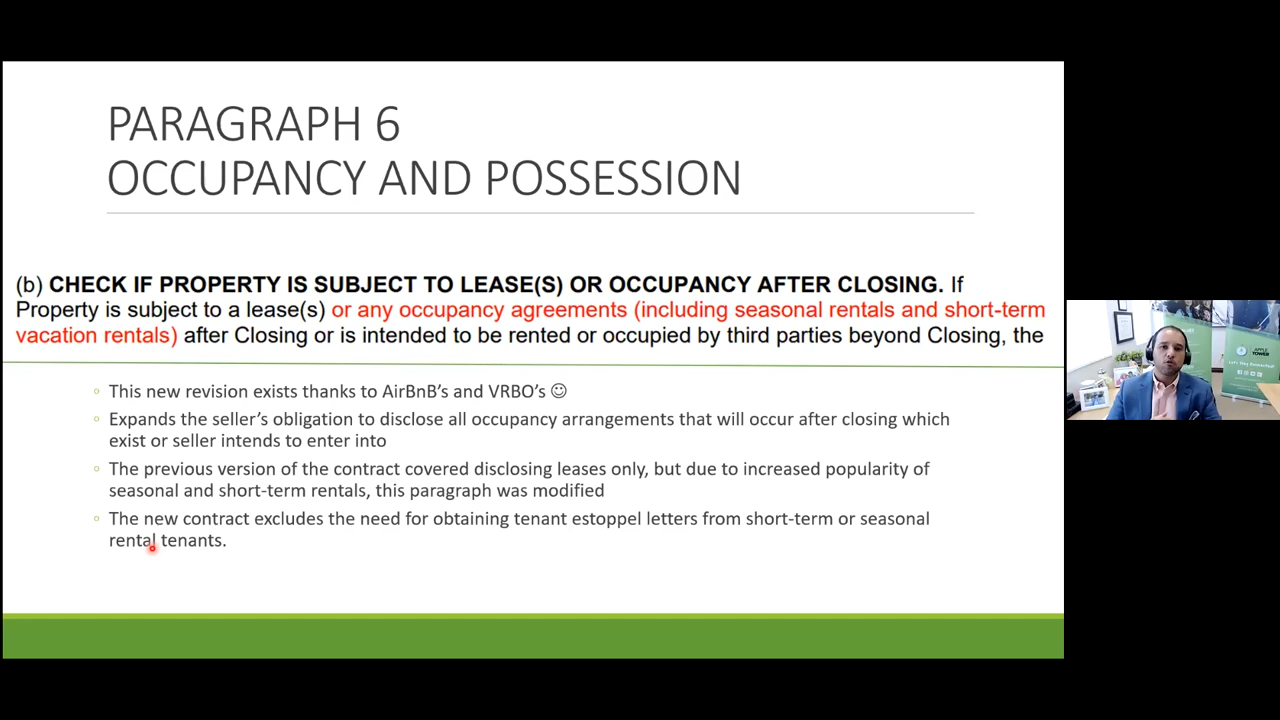 PARAGRAPH 6
OCCUPANCY AND POSSESSION
(b) CHECK IF PROPERTY IS SUBJECT TO LEASE(S) OR OCCUPANCY AFTER CLOSING. If
Property is subject to a lease(s) or any occupancy agreements (including seasonal rentals and short-term
vacation rentals) after Closing or is intended to be rented or occupied by third parties beyond Closing, the
◦ This new revision exists thanks to AirBnB’s and VRBO’s ☺
◦ Expands the seller’s obligation to disclose all occupancy arrangements that will occur after closing which
exist or seller intends to enter into
◦ The previous version of the contract covered disclosing leases only, but due to increased popularity of
seasonal and short-term rentals, this paragraph was modified
◦ The new contract excludes the need for obtaining tenant estoppel letters from short-term or seasonal
rental tenants.
APPLE
TOWER